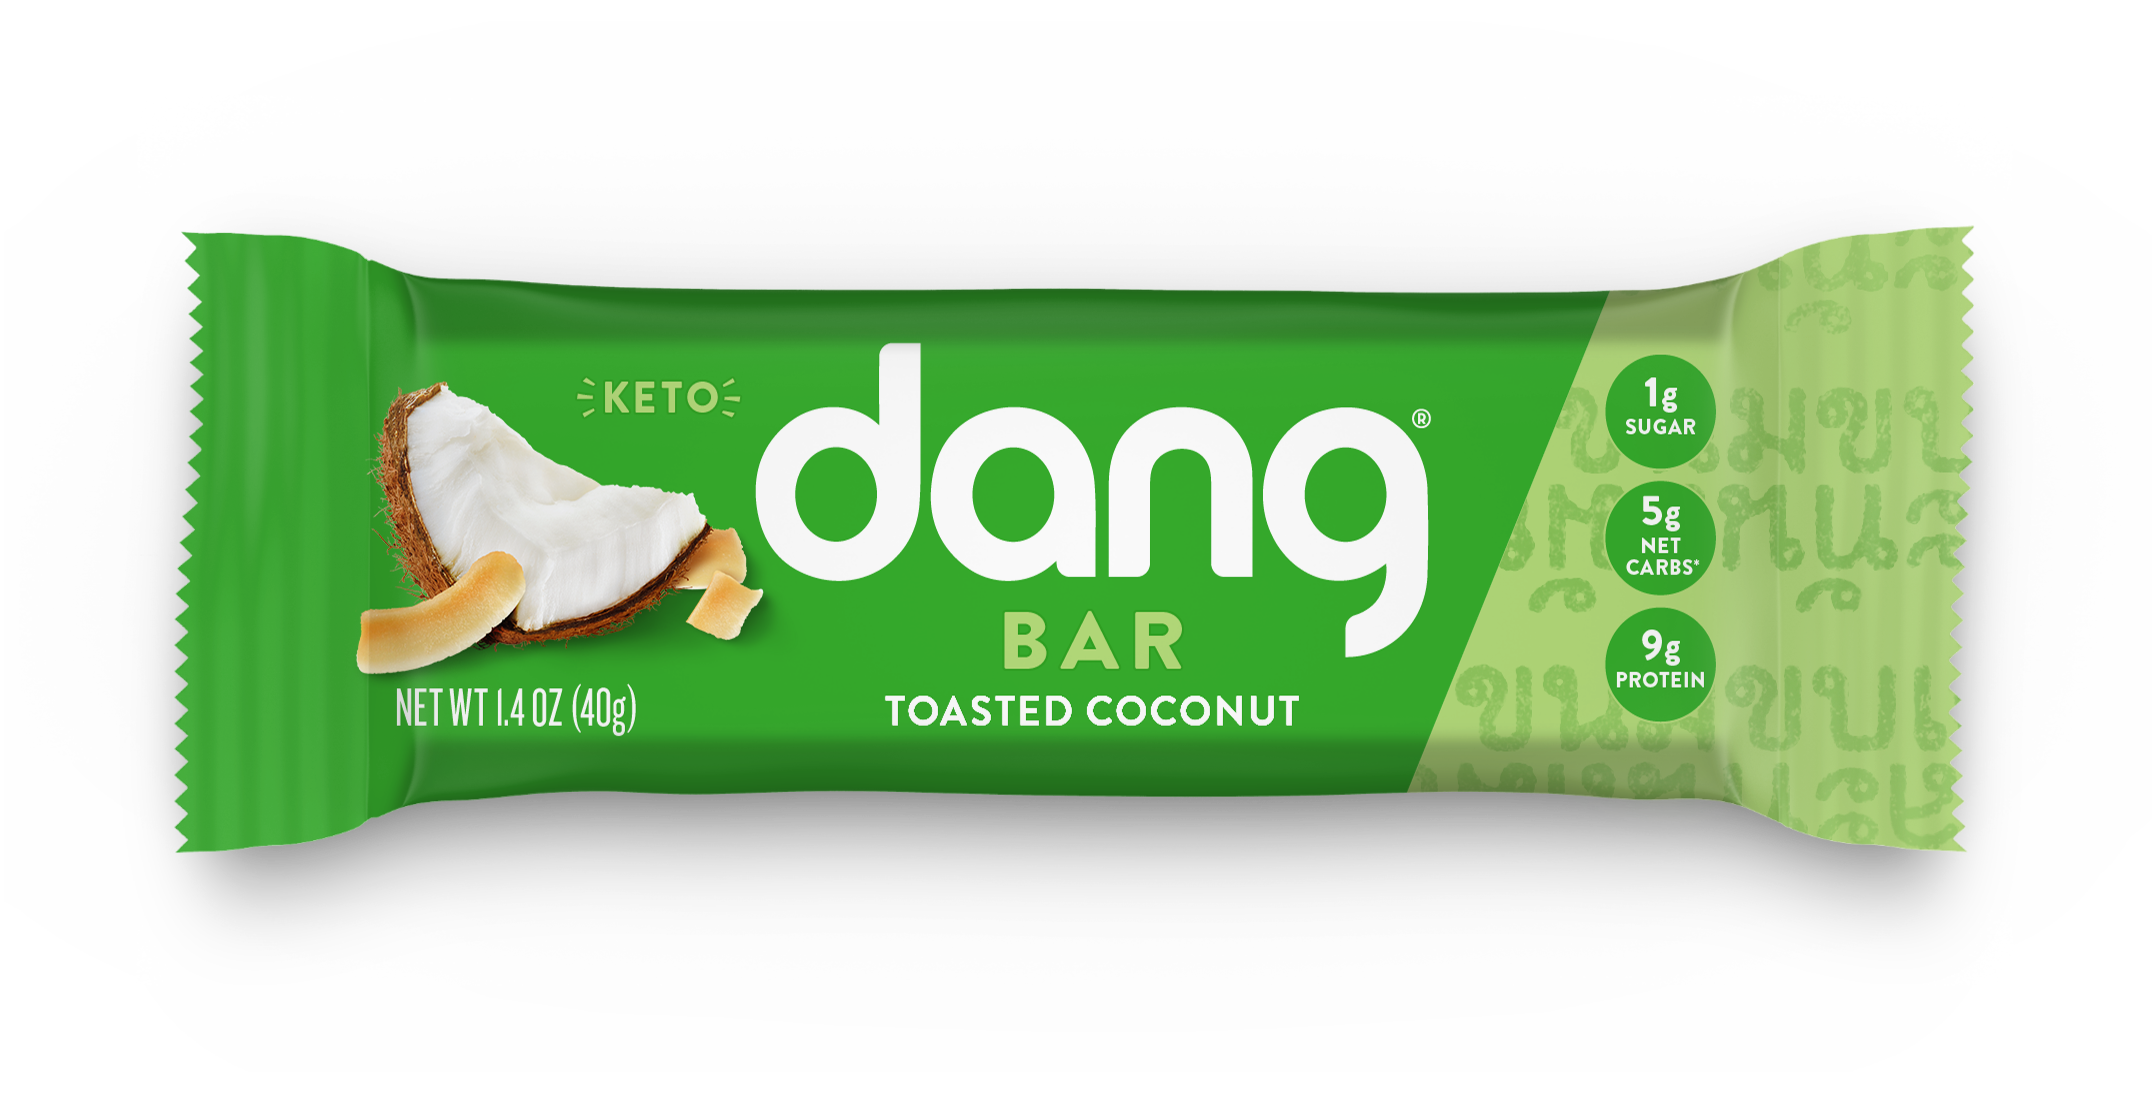 KETO
dang®
BAR
TOASTED COCONUT
NET WT 1.4 OZ (40g)
1g
SUGAR
5g
NET
CARBS*
9g
PROTEIN